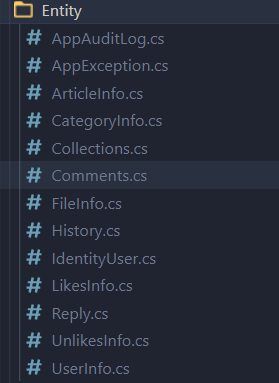 Entity
# AppAuditLog.cs
# AppException.cs
# ArticleInfo.cs
# CategoryInfo.cs
# Collections.cs
# Comments.cs
# FileInfo.cs
# History.cs
# IdentityUser.cs
# LikesInfo.cs
# Reply.cs
# UnlikesInfo.cs
# UserInfo.cs